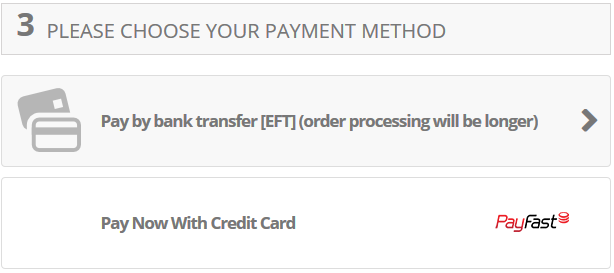 3 PLEASE CHOOSE YOUR PAYMENT METHOD
Pay by bank transfer [EFT] (order processing will be longer)
Pay Now With Credit Card PayFast